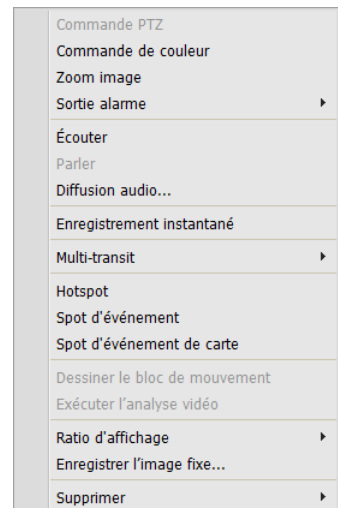 Commande PTZ
Commande de couleur
Zoom image
Sortie alarme
Écouter
Parler
Diffusion audio...
Enregistrement instantané
Multi-transit
Hotspot
Spot d'événement
Spot d'événement de carte
Dessiner le bloc de mouvement
Exécuter l'analyse vidéo
Ratio d'affichage
Enregistrer l'image fixe...
Supprimer